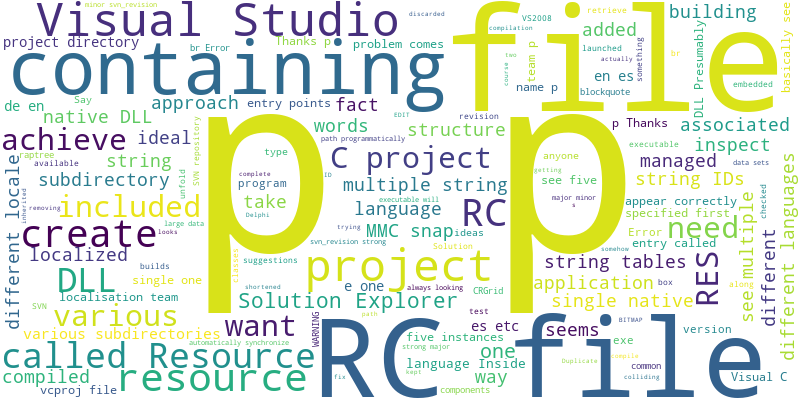 minor svn_revision
discarded
Visual Studio
file
VS2008
retrieve
building
compilation
project directory
br Error
Thanks p
problem comes
added
launched
something
basically see
containing
two
course
team p
actually
br
DLL Presumably
Say
de en
approach
entry points
fact
name p
en es
blockquote
embedded
native DLL
EDIT
revision
p Thanks
associated
achieve
ideal
words
structure
executable
inspect
raptree
available
string
SVN repository
type
path programmatically
C project
anyone
managed
data sets
complete
ID
getting
subdirectory
unfold
program
multiple string
see five
string IDs
different locale
inherited
removing
included
Delphi
take
executable will
language
RC
major minor
s
appear correctly
specified first
need
checked
different languages
create
large data
trying
MMC snap
ideas
Error
entry called
localized
looks
p
p
svn_revision strong
Solution
somehow
along
builds
classes
suggestions
project
string tables
box
RES
see multiple
different
DLL
single one
e one
always looking
CRGrid
application
localisation team
shortened
Solution Explorer
test
single native
SVN
various
various subdirectories
want
WARNING
path
RC file
es etc
seems
exe
version
automatically synchronize
five instances
strong major
one
BITMAP
common
called Resource
language Inside
Duplicate
compile
compiled
resource
fix
kept
way
components
colliding
Visual C
vcproj file